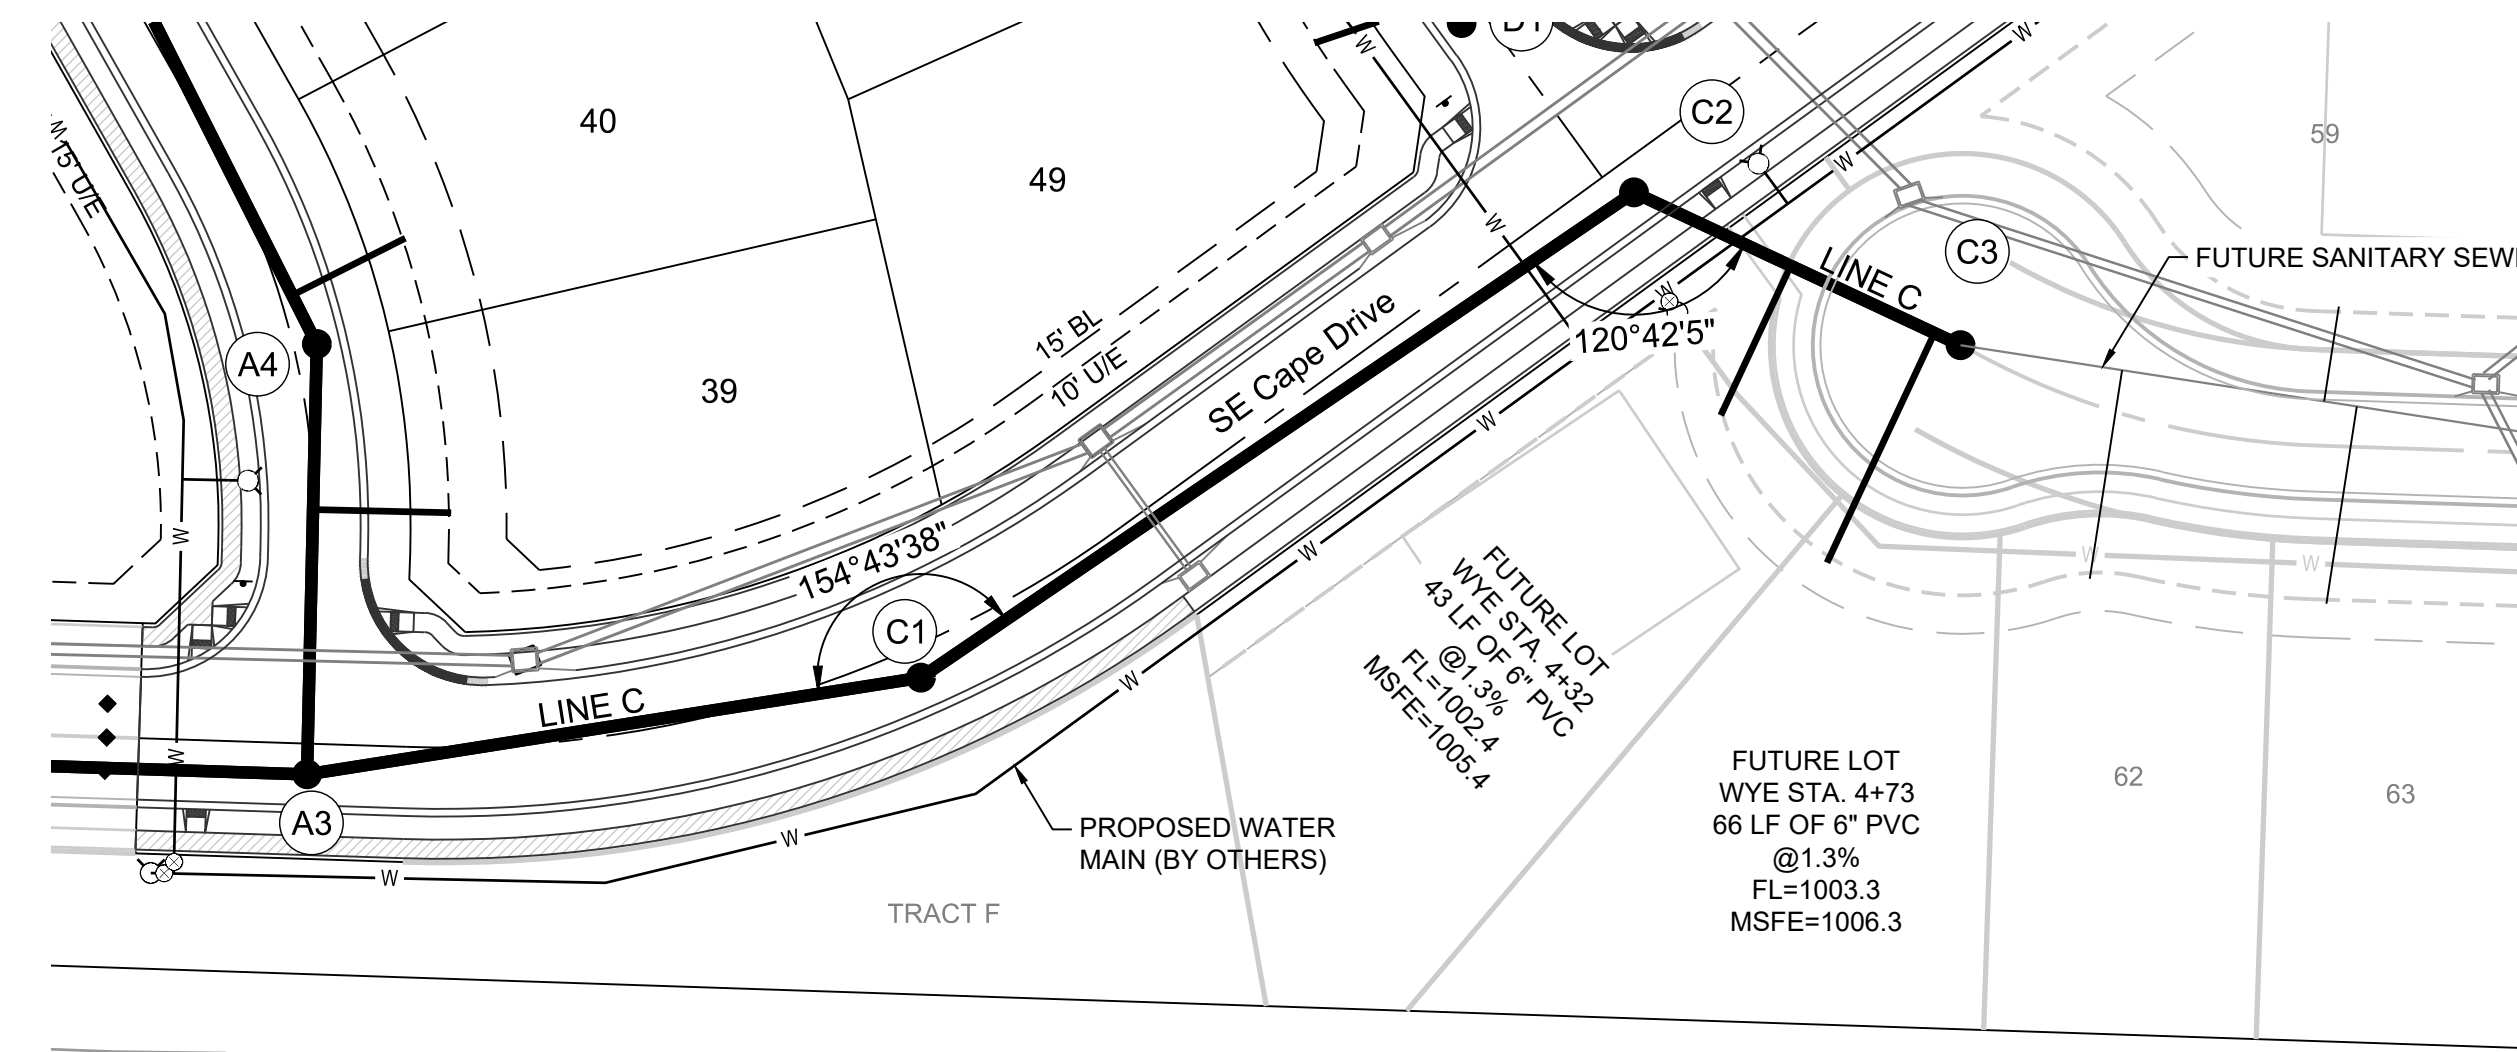 D1
40
C2
59
49
15' U/E
W
W
W
W
C3
LINE C
FUTURE SANITARY
A4
39
15' BL
10' U/E
SE Cape Drive
120°42'5"
W
W
W
W
154°43'38"
C1
W
W
W
LINE C
W
W
A3
FUTURE LOT
WYE STA. 4+32
43 LF OF 6" PVC
@1.3%
FL=1002.4
MSFE=1005.4
FUTURE LOT
WYE STA. 4+73
66 LF OF 6" PVC
@1.3%
FL=1003.3
MSFE=1006.3
62
63
PROPOSED WATER
MAIN (BY OTHERS)
W
W
TRACT F